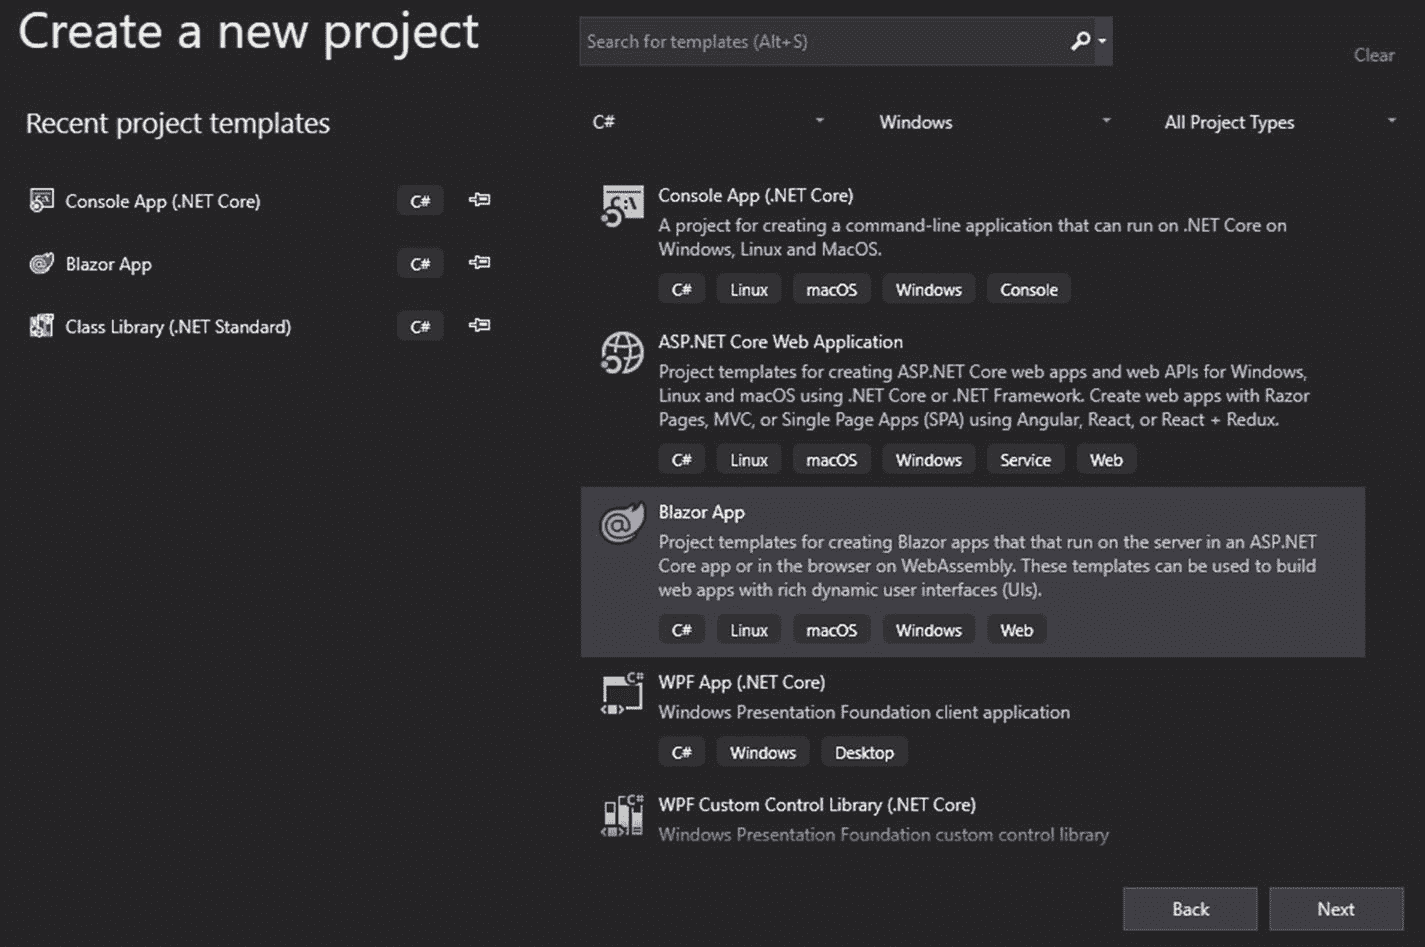 Create a new project
Search for templates (Alt+S)
Clear
Recent project templates
C#
Windows
All Project Types
Console App (.NET Core) C#
Blazor App C#
Class Library (.NET Standard) C#
Console App (.NET Core)
A project for creating a command-line application that can run on .NET Core on
Windows, Linux and MacOS.
C# Linux macOS Windows Console
ASP.NET Core Web Application
Project templates for creating ASP.NET Core web apps and web APIs for Windows,
Linux and macOS using .NET Core or .NET Framework. Create web apps with Razor
Pages, MVC, or Single Page Apps (SPA) using Angular, React, or React + Redux.
C# Linux macOS Windows Service Web
Blazor App
Project templates for creating Blazor apps that that run on the server in an ASP.NET
Core app or in the browser on WebAssembly. These templates can be used to build
web apps with rich dynamic user interfaces (UIs).
C# Linux macOS Windows Web
WPF App (.NET Core)
Windows Presentation Foundation client application
C# Windows Desktop
WPF Custom Control Library (.NET Core)
Windows Presentation Foundation custom control library
Back Next